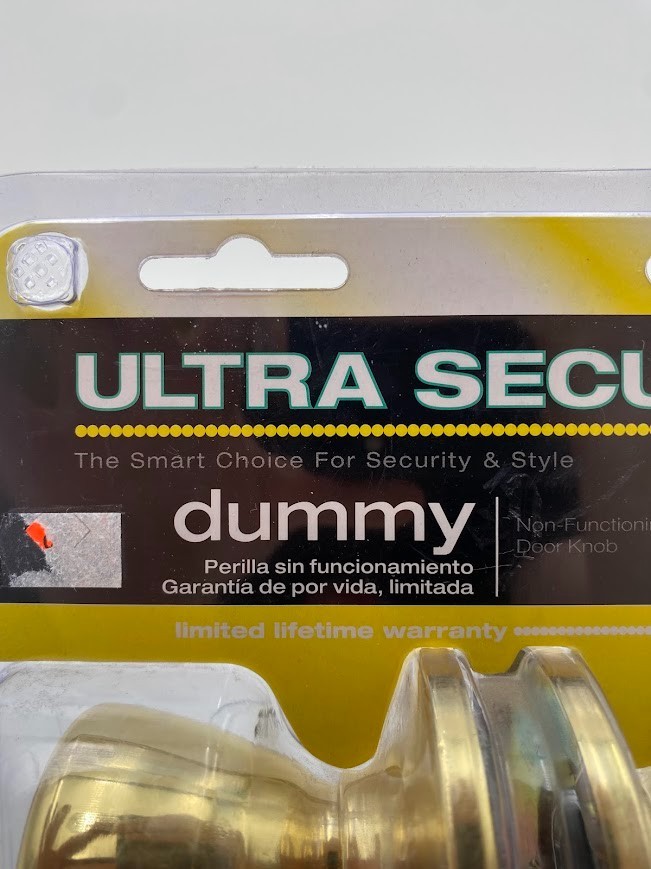 ULTRA SECU
The Smart Choice For Security & Style
dummy
Non-Functioni
Door Knob
Perilla sin funcionamiento
Garantía de por vida, limitada
limited lifetime warranty